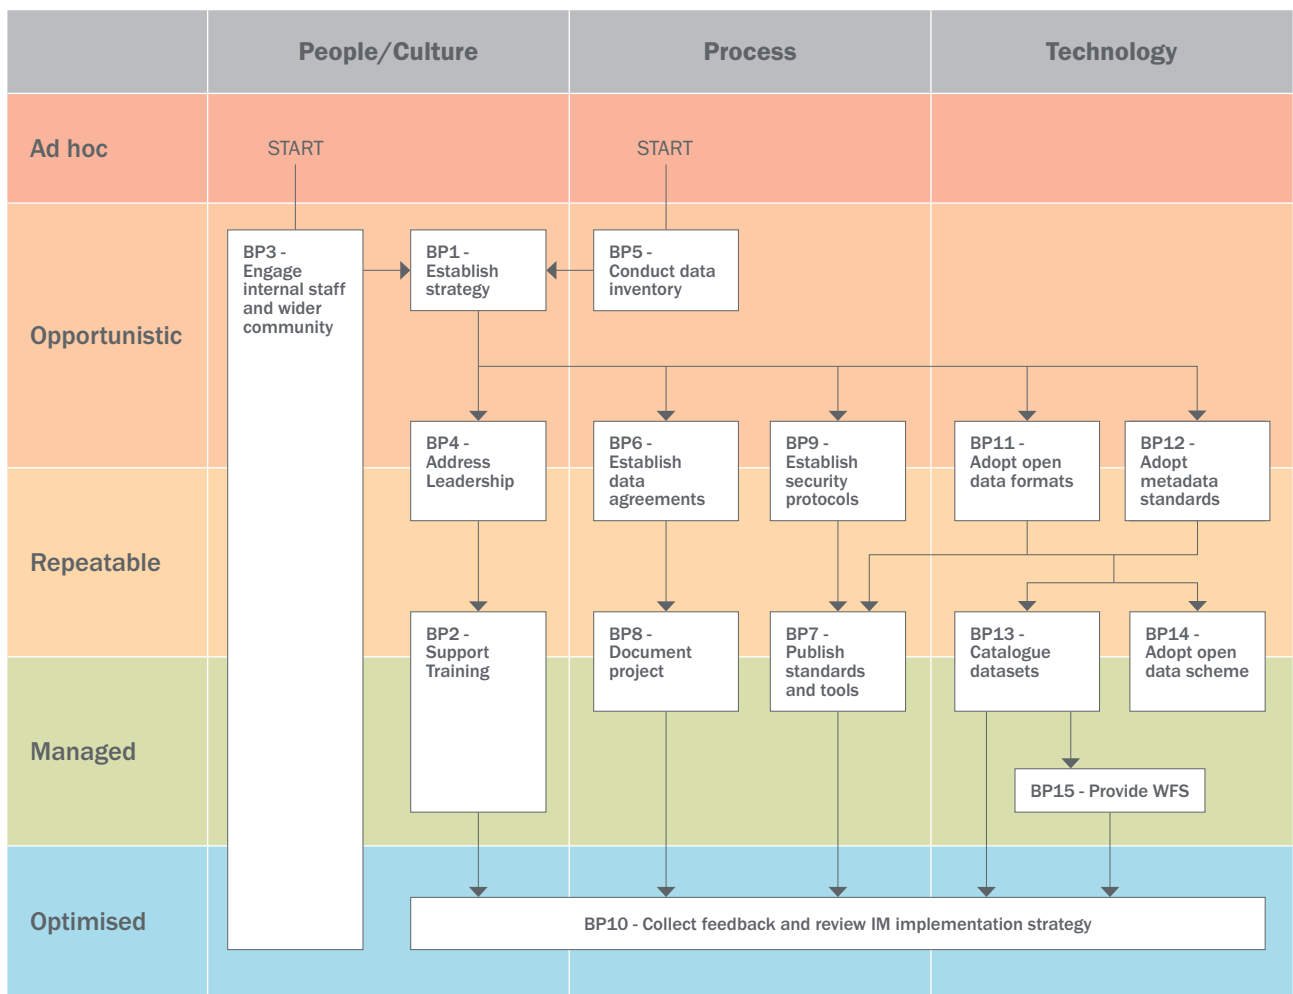 People/Culture
Process
Technology
Ad hoc
START
START
Opportunistic
BP3 -
Engage
internal staff
and wider
community
BP1 -
Establish
strategy
BP5 -
Conduct data
inventory
BP4 -
Address
Leadership
BP6 -
Establish
data
agreements
BP9 -
Establish
security
protocols
BP11 -
Adopt open
data formats
BP12 -
Adopt
metadata
standards
Repeatable
BP2 -
Support
Training
BP8 -
Document
project
BP7 -
Publish
standards
and tools
BP13 -
Catalogue
datasets
BP14 -
Adopt open
data scheme
Managed
BP15 - Provide WFS
Optimised
BP10 - Collect feedback and review IM implementation strategy